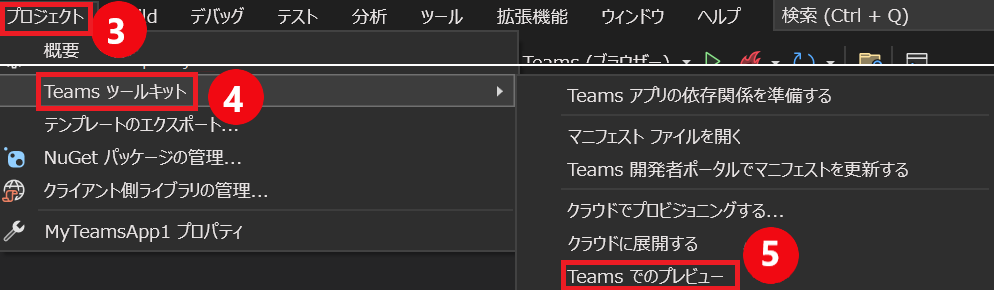 プロジェクト 3 ld デバッグ テスト 分析 ツール 拡張機能 ウィンドウ ヘルプ 検索 (Ctrl + Q)
概要
Teams (ブラウザー)
Teams ツールキット 4
テンプレートのエクスポート...
NuGet パッケージの管理...
クライアント側ライブラリの管理...
MyTeamsApp1 プロパティ
Teams アプリの依存関係を準備する
マニフェスト ファイルを開く
Teams 開発者ポータルでマニフェストを更新する
クラウドでプロビジョニングする...
クラウドに展開する
5
Teams でのプレビュー